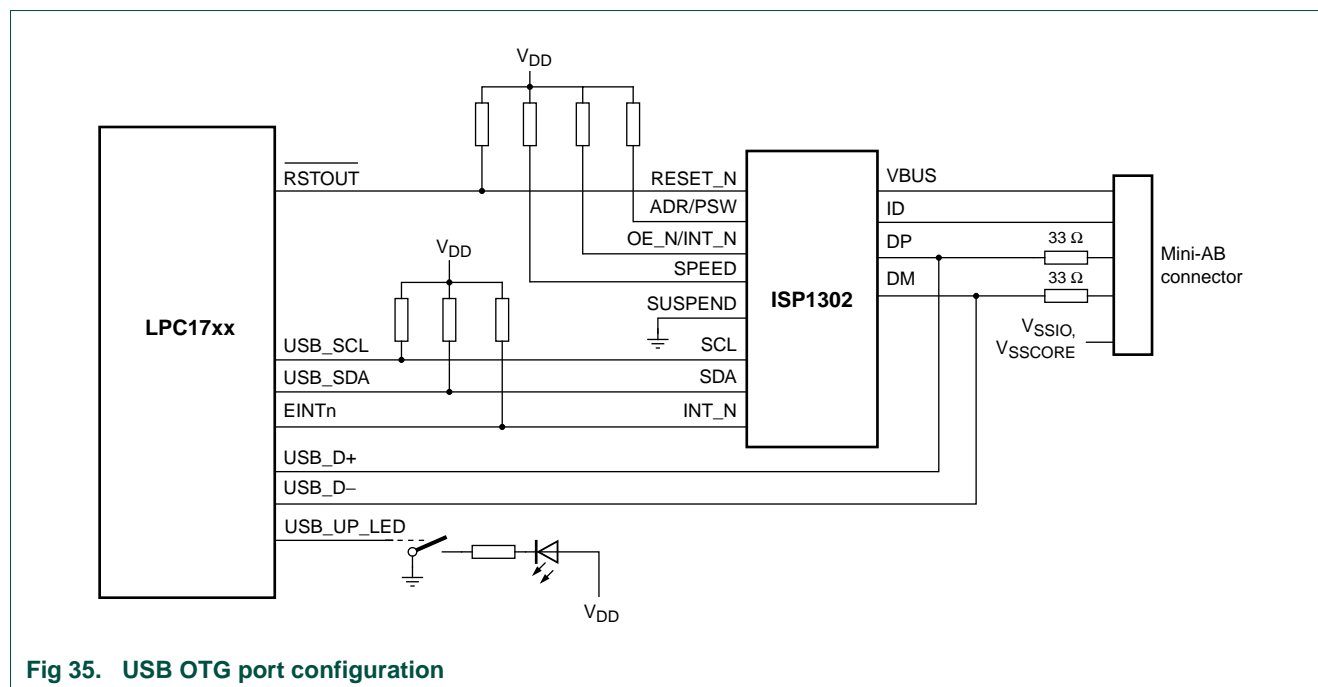 VDD
RSTOUT
RESET_N
VBUS
ADR/PSW
ID
OE_N/INT_N
DP
33 Ω
VDD
SPEED
DM
33 Ω
Mini-AB
connector
LPC17xx
SUSPEND
ISP1302
VSSIO,
VSSCORE
USB_SCL
SCL
USB_SDA
SDA
EINTn
INT_N
USB_D+
USB_D−
USB_UP_LED
VDD
Fig 35. USB OTG port configuration